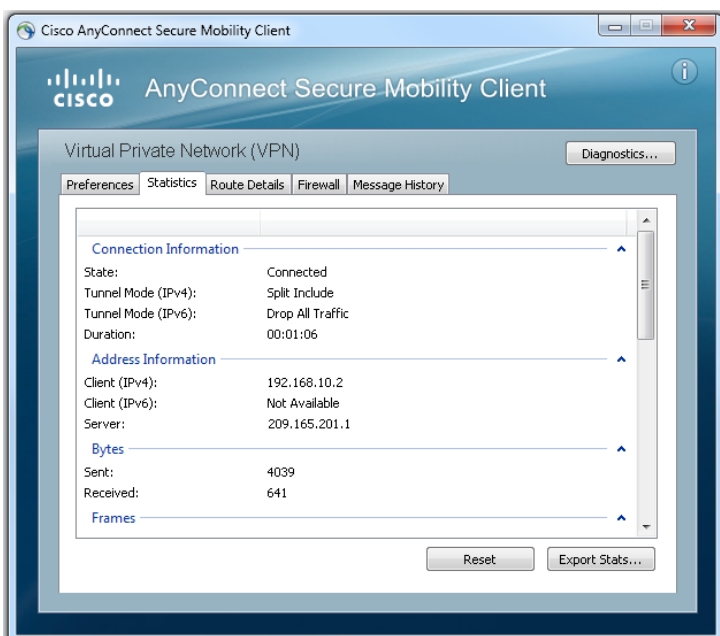 Cisco AnyConnect Secure Mobility Client
CISCO AnyConnect Secure Mobility Client
Virtual Private Network (VPN)
Diagnostics...
Preferences Statistics Route Details Firewall Message History
Connection Information
State: Connected
Tunnel Mode (IPv4): Split Include
Tunnel Mode (IPv6): Drop All Traffic
Duration: 00:01:06
Address Information
Client (IPv4): 192.168.10.2
Client (IPv6): Not Available
Server: 209.165.201.1
Bytes
Sent: 4039
Received: 641
Frames
Reset Export Stats...